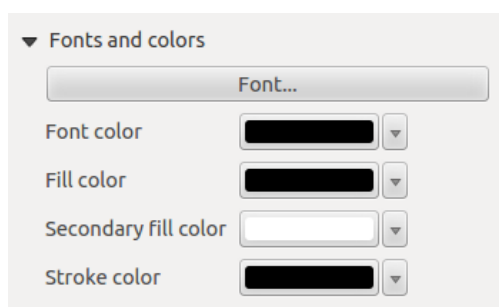 Fonts and colors
Font...
Font color
Fill color
Secondary fill color
Stroke color